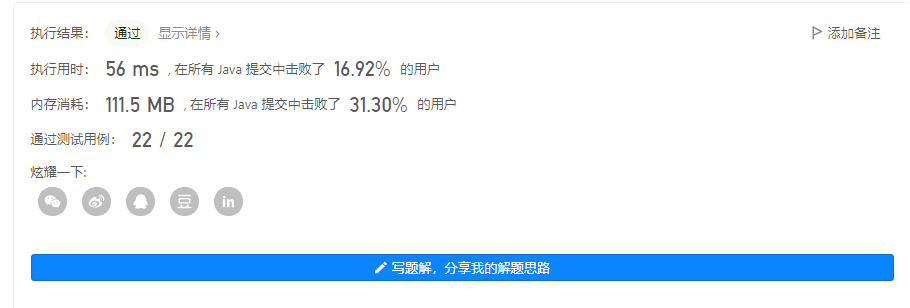 执行结果： 通过 显示详情 › 添加备注
执行用时： 56 ms , 在所有 Java 提交中击败了 16.92% 的用户
内存消耗： 111.5 MB , 在所有 Java 提交中击败了 31.30% 的用户
通过测试用例： 22 / 22
炫耀一下:
豆 in
写题解，分享我的解题思路